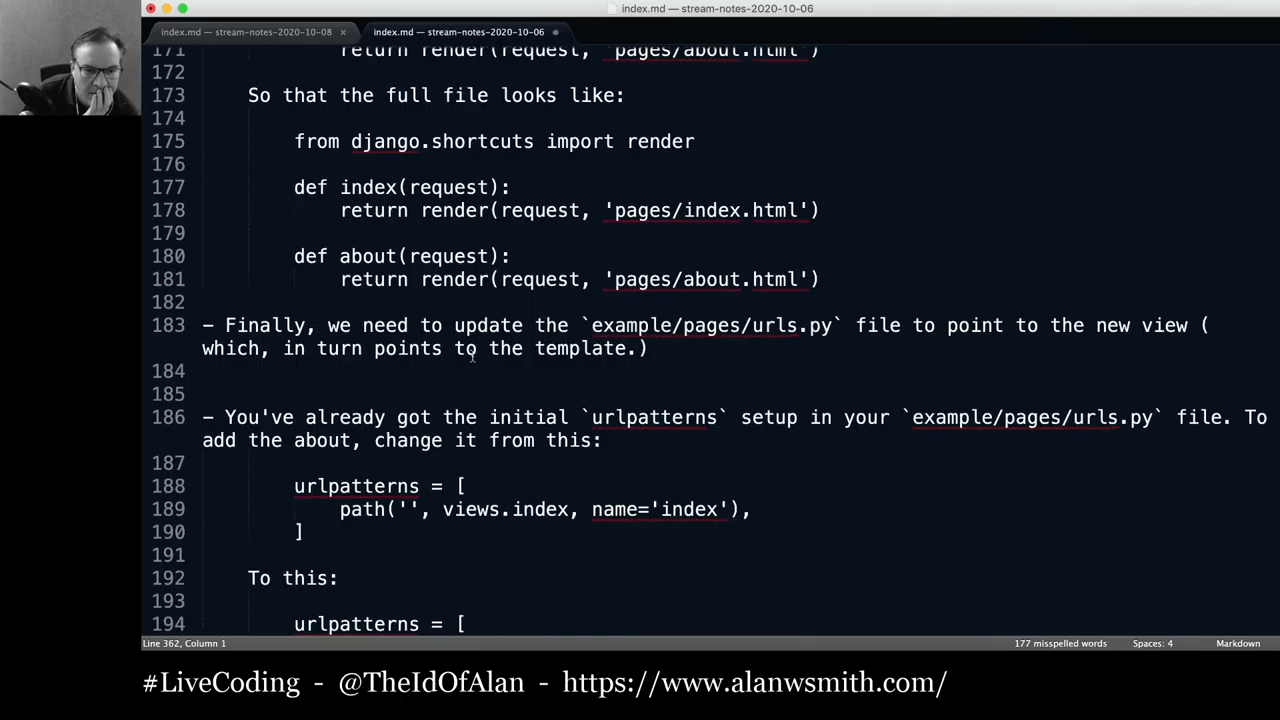 index.md — stream-notes-2020-10-06
index.md — stream-notes-2020-10-08 ×
index.md — stream-notes-2020-10-06
171 return render(request, 'pages/about.html')
172
173 So that the full file looks like:
174
175 from django.shortcuts import render
176
177 def index(request):
178 return render(request, 'pages/index.html')
179
180 def about(request):
181 return render(request, 'pages/about.html')
182
183 - Finally, we need to update the `example/pages/urls.py` file to point to the new view (
which, in turn points to the template.)
184
185
186 - You've already got the initial `urlpatterns` setup in your `example/pages/urls.py` file. To
add the about, change it from this:
187
188 urlpatterns = [
189 path('', views.index, name='index'),
190 ]
191
192 To this:
193
194 urlpatterns = [
Line 362, Column 1
177 misspelled words
Spaces: 4
Markdown
#LiveCoding - @TheIdOfAlan - https://www.alanwsmith.com/